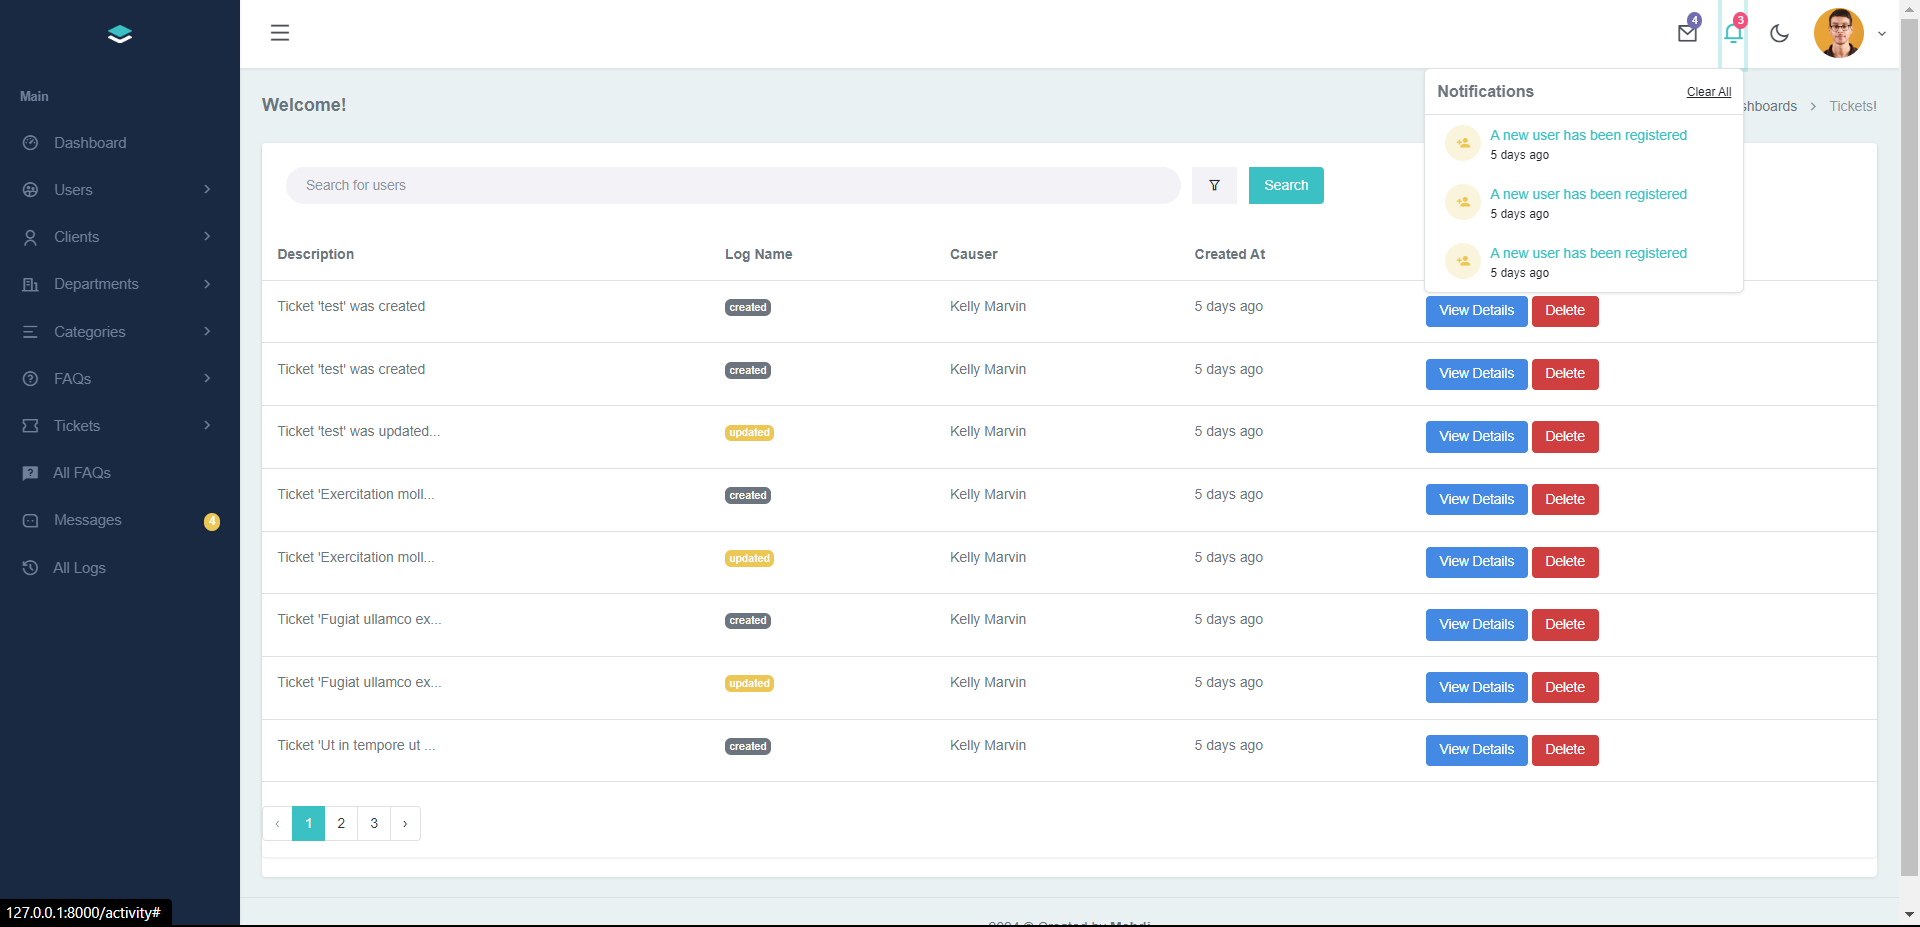 4
3
Main
Dashboard
Users
Clients
Departments
Categories
FAQs
Tickets
All FAQs
Messages 4
All Logs
Welcome!
Tickets!
Notifications Clear All
A new user has been registered
5 days ago
A new user has been registered
5 days ago
A new user has been registered
5 days ago
Search for users Search
Description Log Name Causer Created At
Ticket 'test' was created created Kelly Marvin 5 days ago View Details Delete
Ticket 'test' was created created Kelly Marvin 5 days ago View Details Delete
Ticket 'test' was updated... updated Kelly Marvin 5 days ago View Details Delete
Ticket 'Exercitation moll... created Kelly Marvin 5 days ago View Details Delete
Ticket 'Exercitation moll... updated Kelly Marvin 5 days ago View Details Delete
Ticket 'Fugiat ullamco ex... created Kelly Marvin 5 days ago View Details Delete
Ticket 'Fugiat ullamco ex... updated Kelly Marvin 5 days ago View Details Delete
Ticket 'Ut in tempore ut ... created Kelly Marvin 5 days ago View Details Delete
‹ 1 2 3 ›
127.0.0.1:8000/activity#